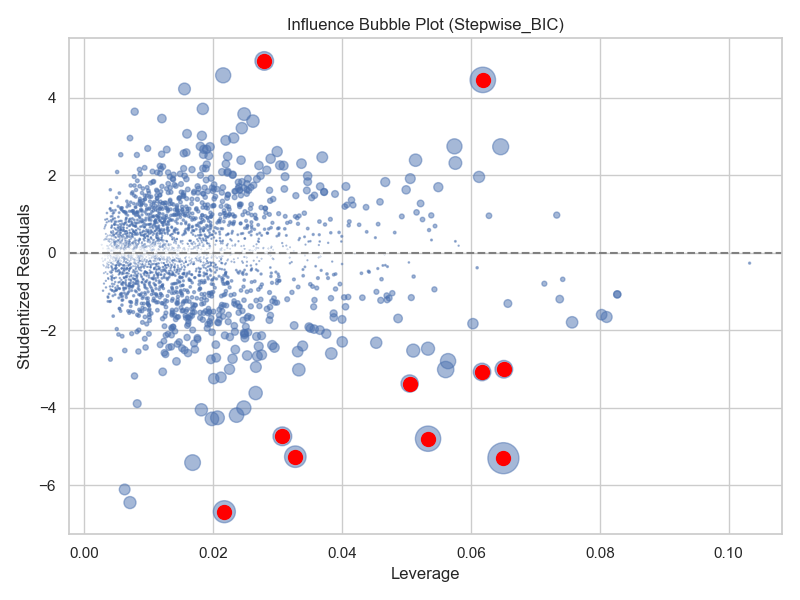 Influence Bubble Plot (Stepwise_BIC)
Studentized Residuals
4
2
0
−2
−4
−6
0.00 0.02 0.04 0.06 0.08 0.10
Leverage